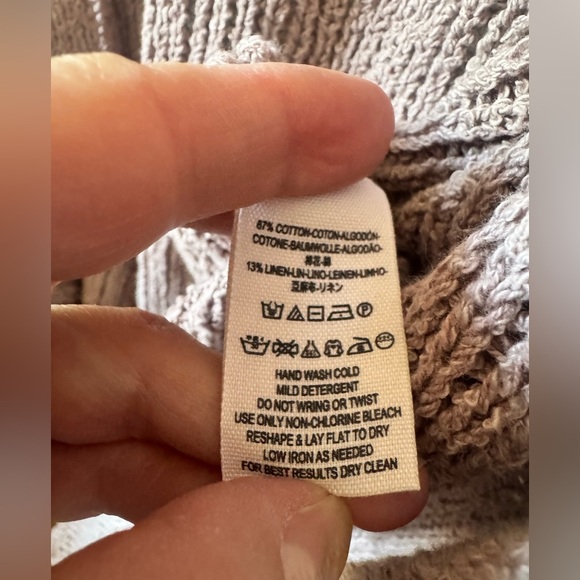 87% COTTON-COTON-ALGODÓN-
COTONE-BAUMWOLLE-ALGODÃO-
棉花-綿
13% LINEN-LIN-LINO-LEINEN-LINHO-
亞麻布-リネン
HAND WASH COLD
MILD DETERGENT
DO NOT WRING OR TWIST
USE ONLY NON-CHLORINE BLEACH
RESHAPE & LAY FLAT TO DRY
LOW IRON AS NEEDED
FOR BEST RESULTS DRY CLEAN